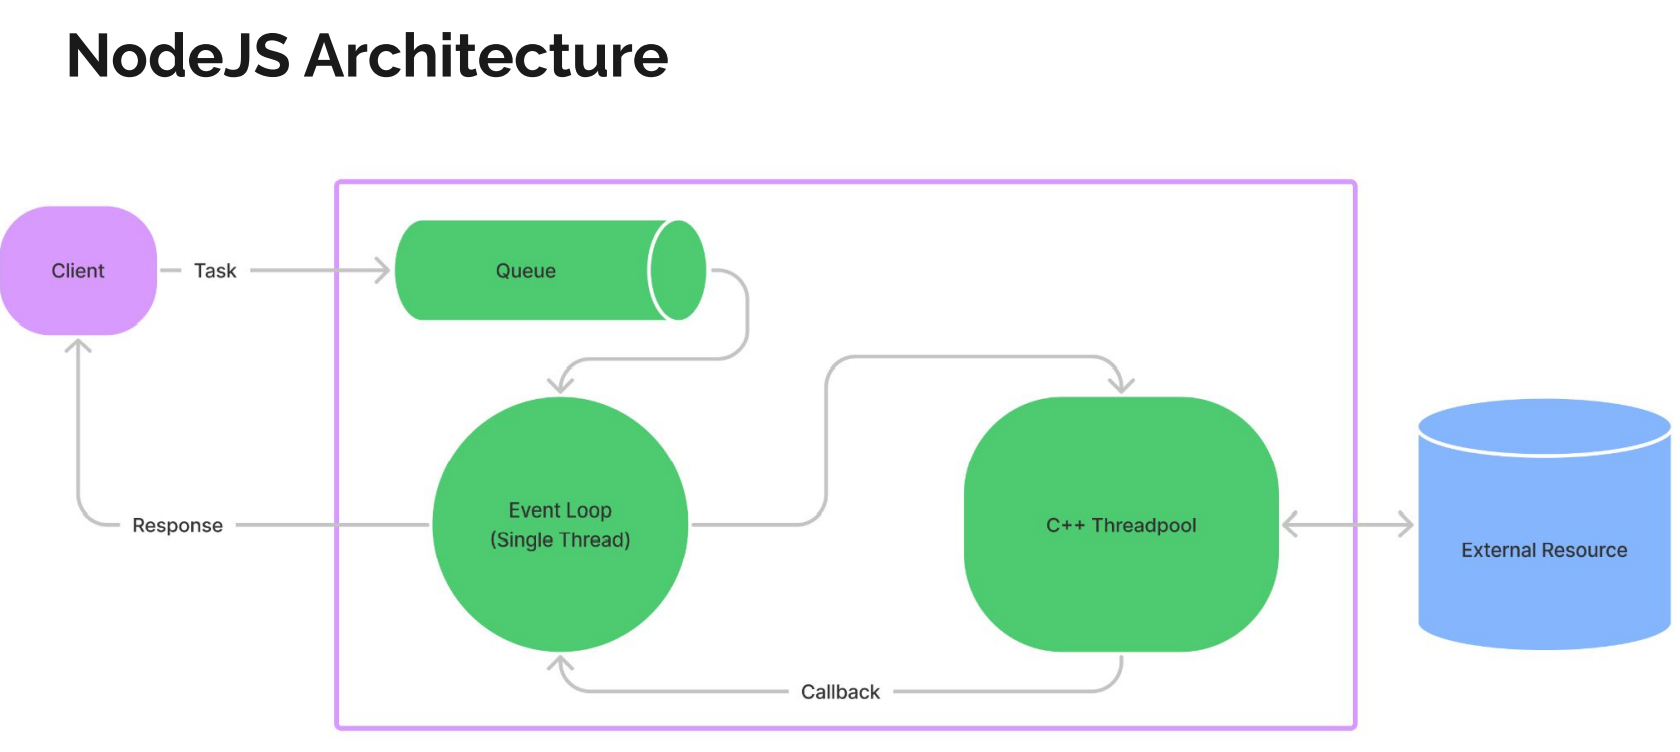 NodeJS Architecture
Client
Task
Queue
Event Loop
(Single Thread)
C++ Threadpool
External Resource
Response
Callback